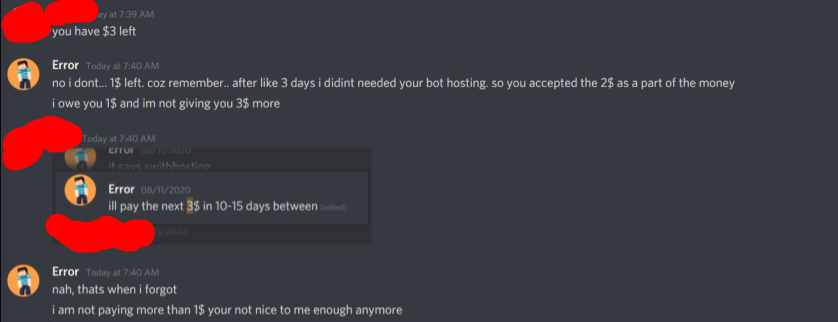 ay at 7:39 AM
you have $3 left
Error Today at 7:40 AM
no i dont... 1$ left. coz remember.. after like 3 days i didint needed your bot hosting. so you accepted the 2$ as a part of the money
i owe you 1$ and im not giving you 3$ more
Today at 7:40 AM
Error 08/10/2020
it says swithhosting
Error 08/11/2020
ill pay the next 3$ in 10-15 days between (edited)
1/2020
Error Today at 7:40 AM
nah, thats when i forgot
i am not paying more than 1$ your not nice to me enough anymore